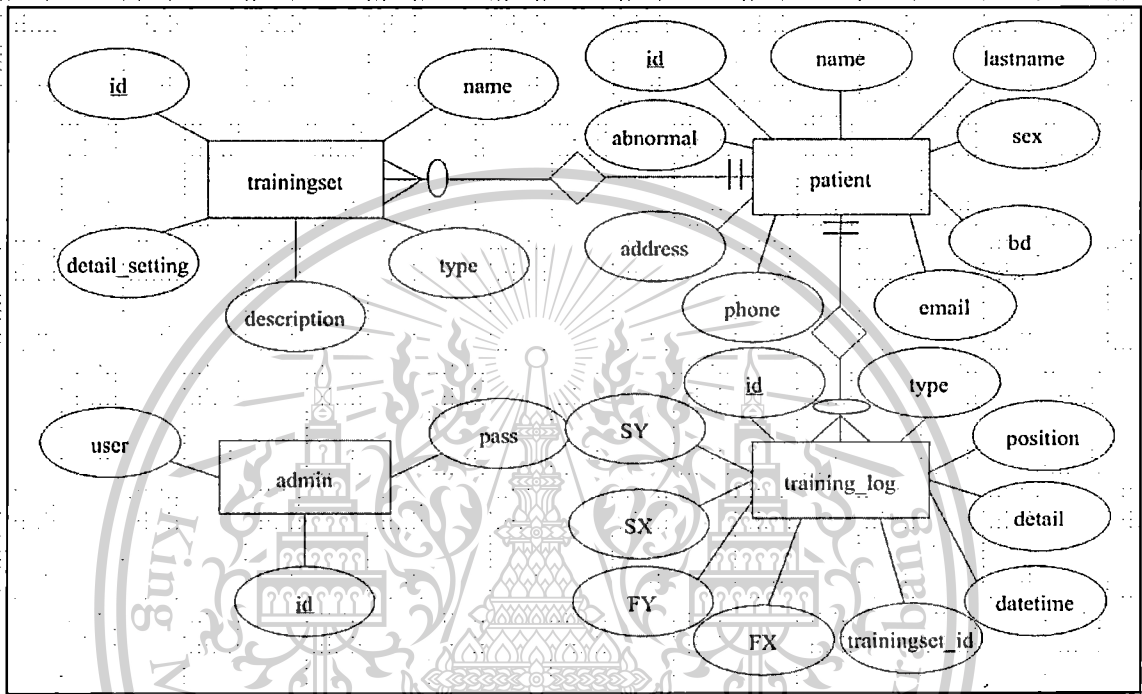 id
name
trainingset
detail_setting
type
description
id
name
lastname
abnormal
sex
patient
address
bd
phone
email
user
pass
admin
id
id
type
SY
position
training_log
SX
detail
FY
datetime
FX
trainingset_id
King M